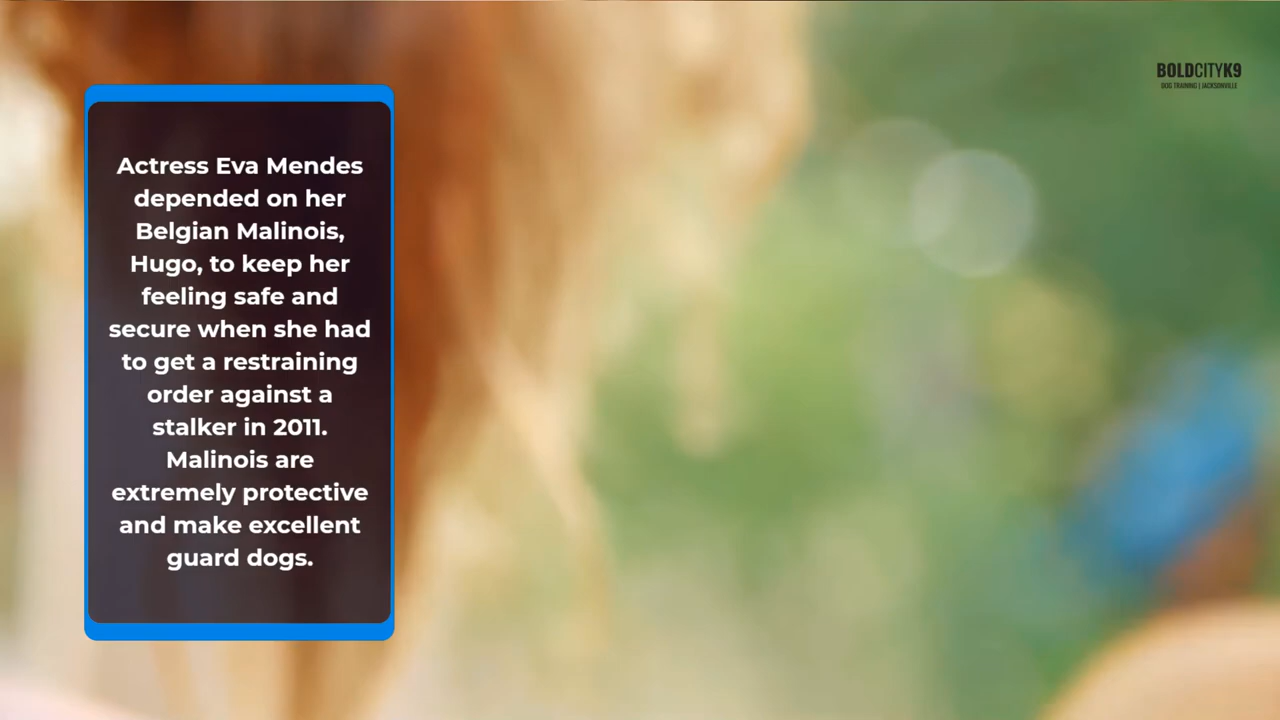 BOLDCITYK9
DOG TRAINING | JACKSONVILLE
Actress Eva Mendes
depended on her
Belgian Malinois,
Hugo, to keep her
feeling safe and
secure when she had
to get a restraining
order against a
stalker in 2011.
Malinois are
extremely protective
and make excellent
guard dogs.